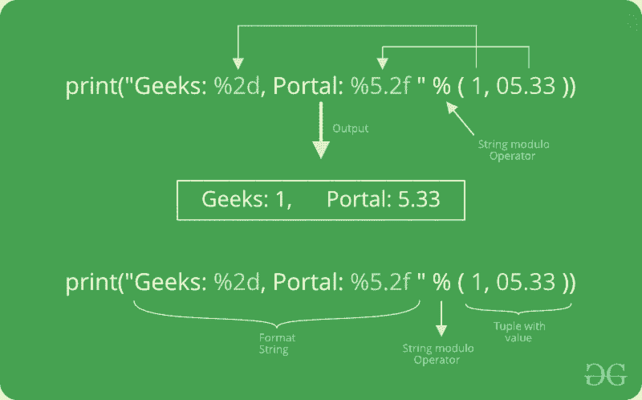 print("Geeks: %2d, Portal: %5.2f " % ( 1, 05.33 ))
Output
String modulo
Operator
Geeks: 1, Portal: 5.33
print("Geeks: %2d, Portal: %5.2f " % ( 1, 05.33 ))
Format
String
String modulo
Operator
Tuple with
value